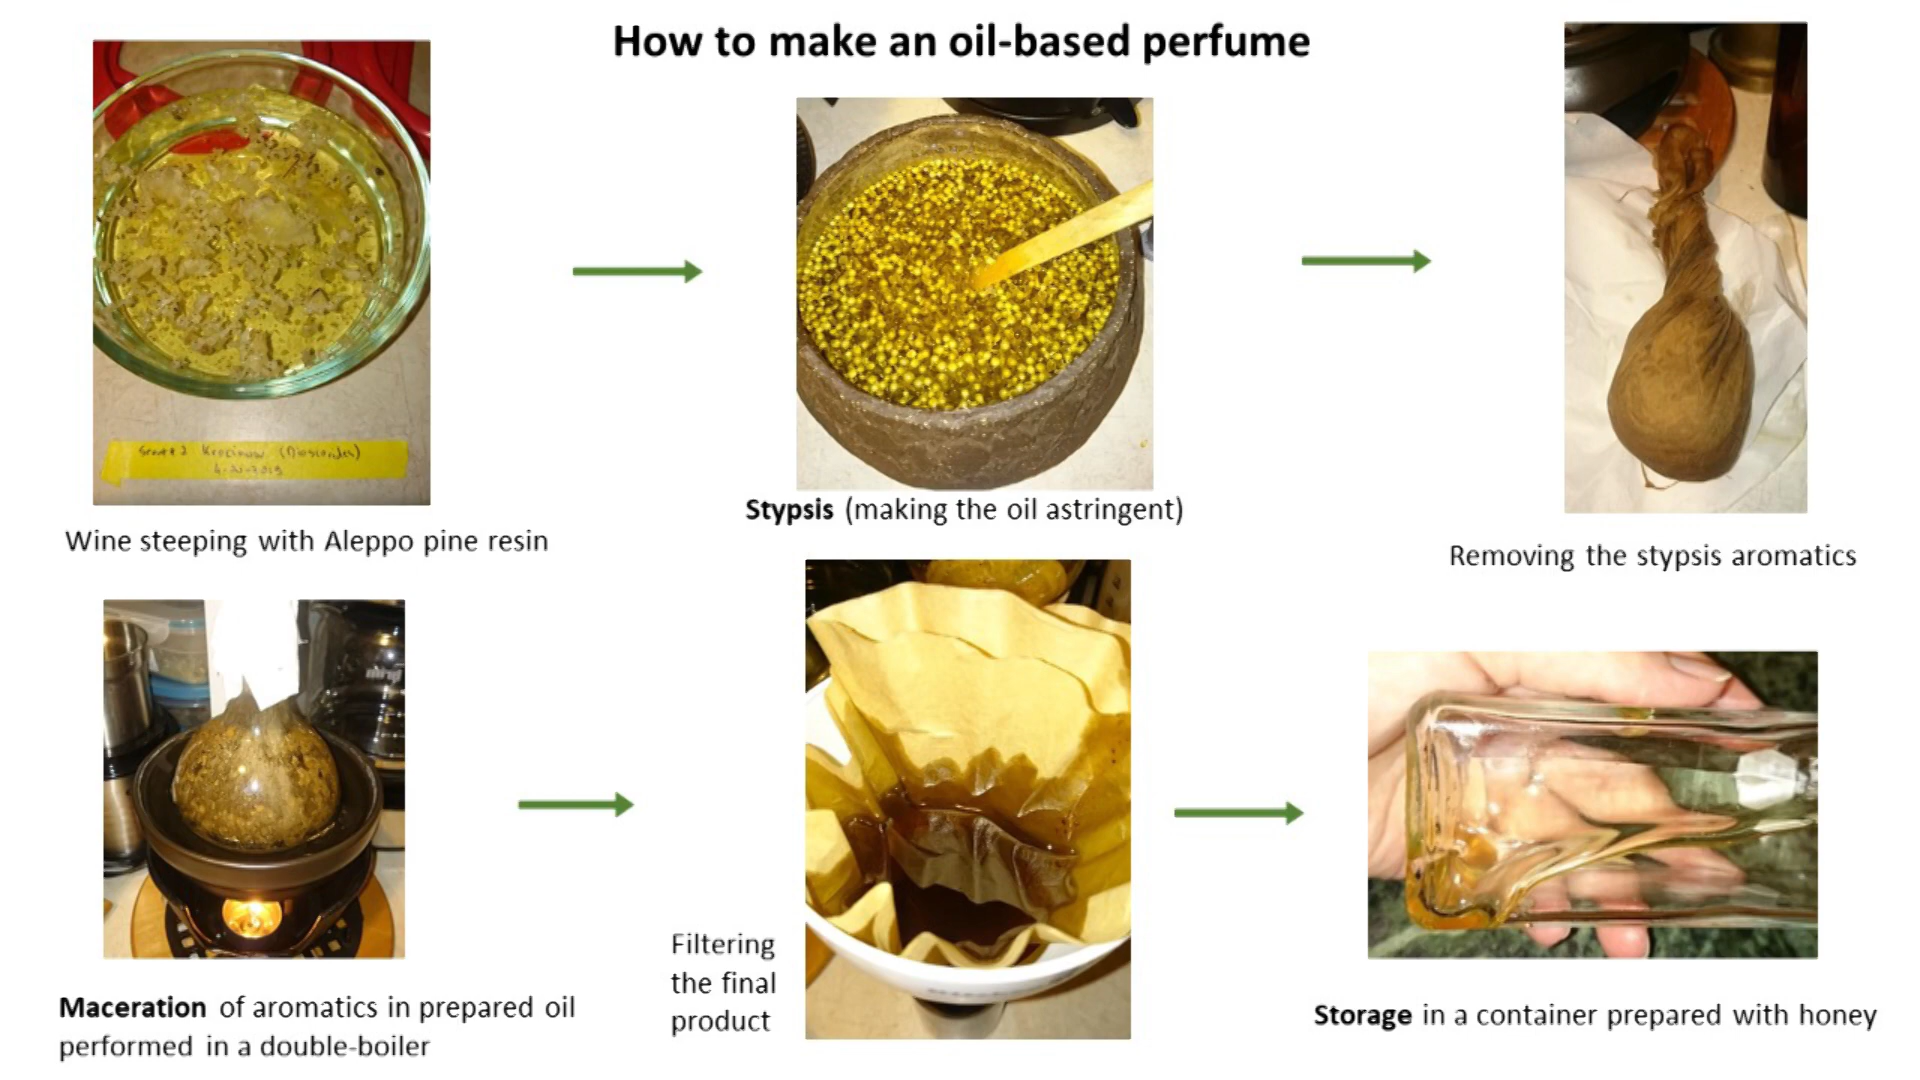 How to make an oil-based perfume
Wine steeping with Aleppo pine resin
Stypsis (making the oil astringent)
Removing the stypsis aromatics
Maceration of aromatics in prepared oil
performed in a double-boiler
Filtering
the final
product
Storage in a container prepared with honey